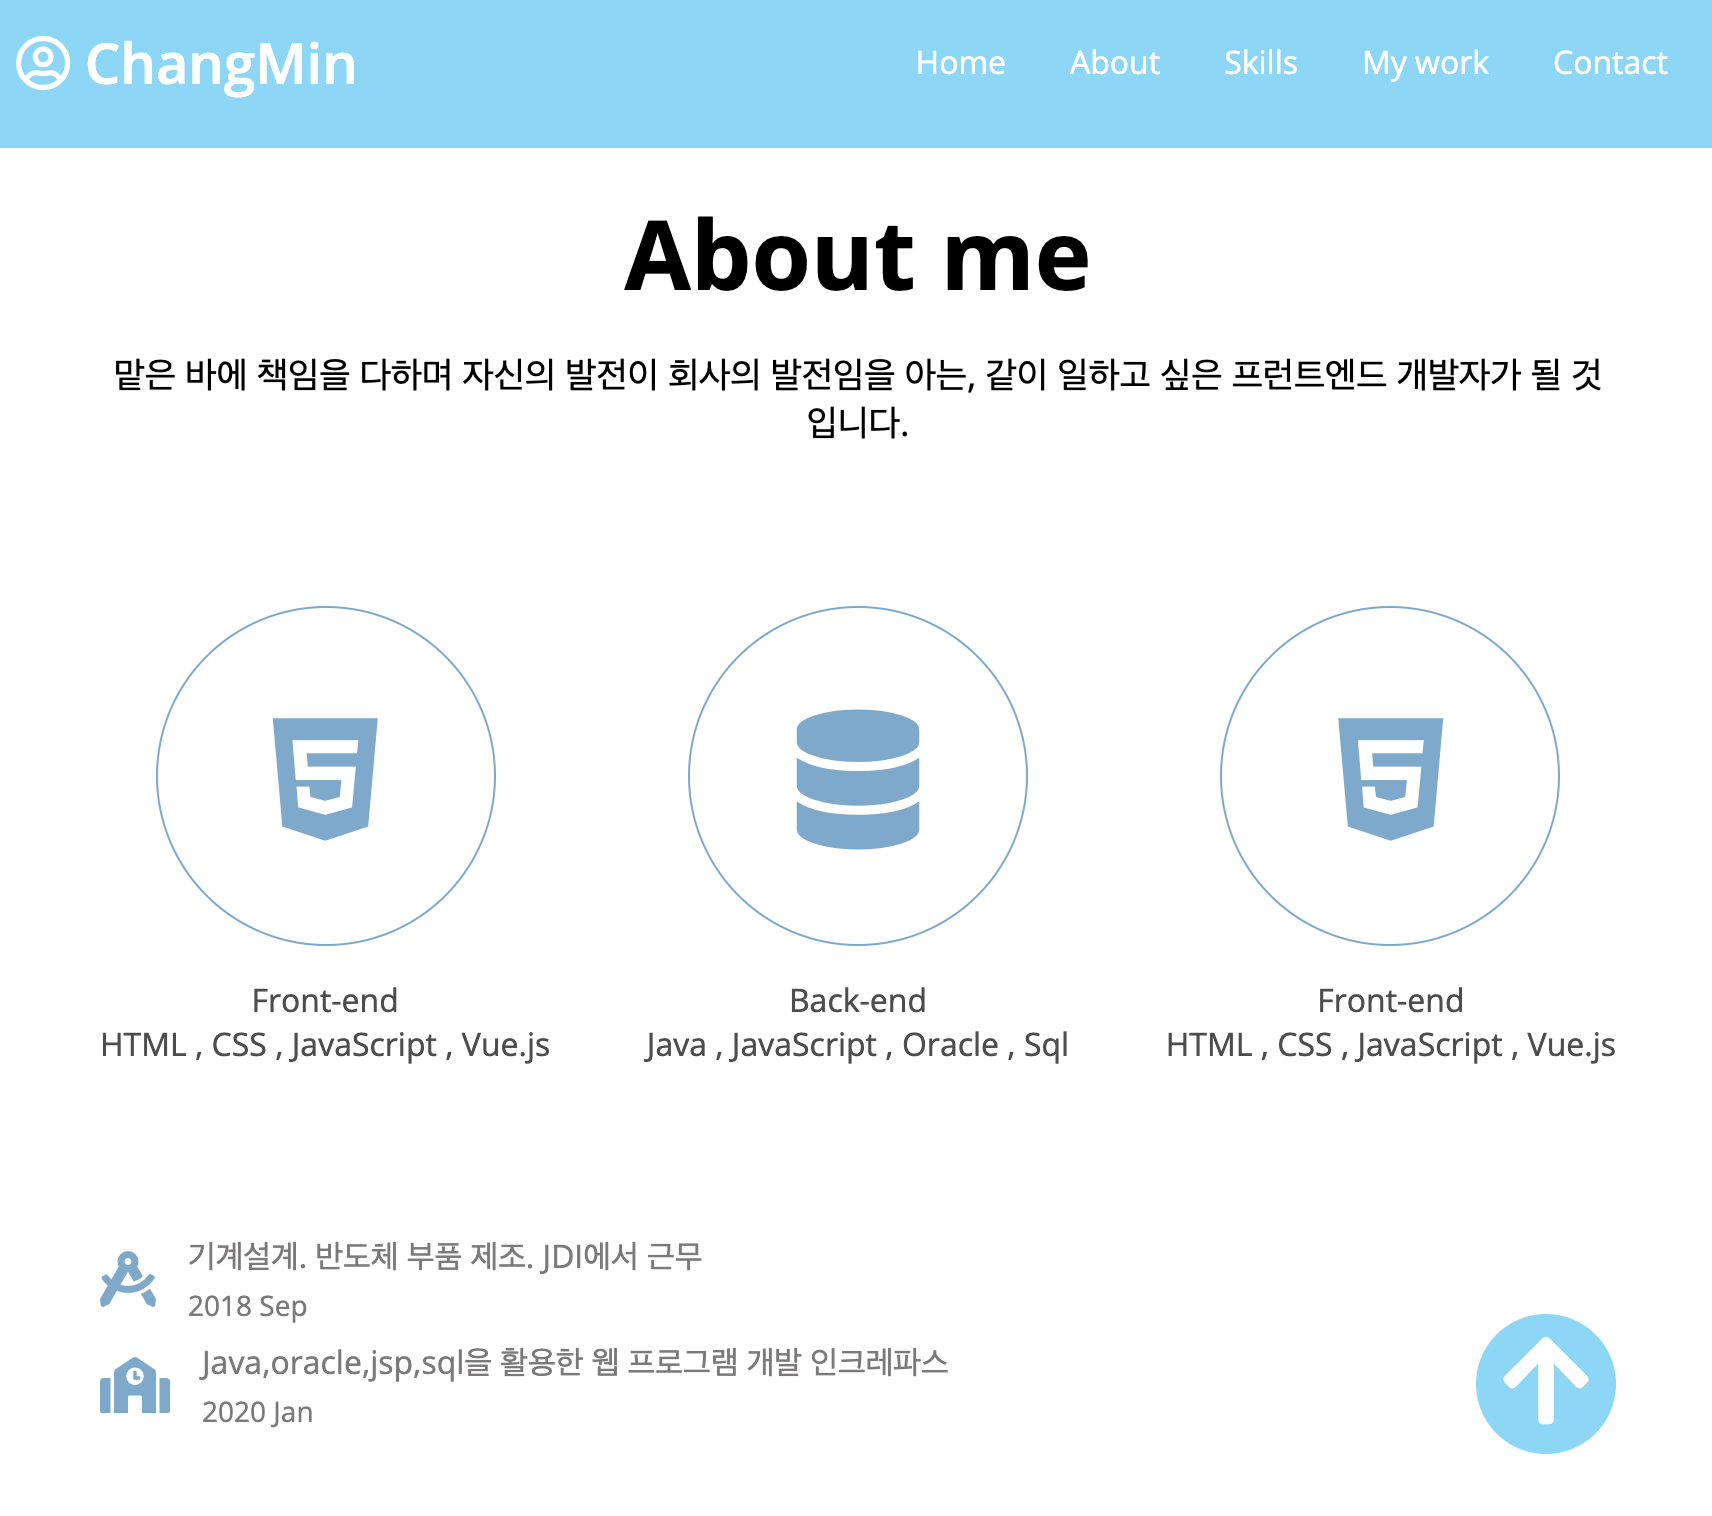 ChangMin
Home
About
Skills
My work
Contact
About me
맡은 바에 책임을 다하며 자신의 발전이 회사의 발전임을 아는, 같이 일하고 싶은 프런트엔드 개발자가 될 것
입니다.
Front-end
HTML , CSS , JavaScript , Vue.js
Back-end
Java , JavaScript , Oracle , Sql
Front-end
HTML , CSS , JavaScript , Vue.js
기계설계. 반도체 부품 제조. JDI에서 근무
2018 Sep
Java,oracle,jsp,sql을 활용한 웹 프로그램 개발 인크레파스
2020 Jan